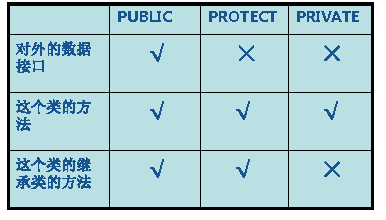 PUBLIC PROTECT PRIVATE
对外的数据
接口 √ × ×
这个类的方
法 √ √ √
这个类的继
承类的方法 √ √ ×